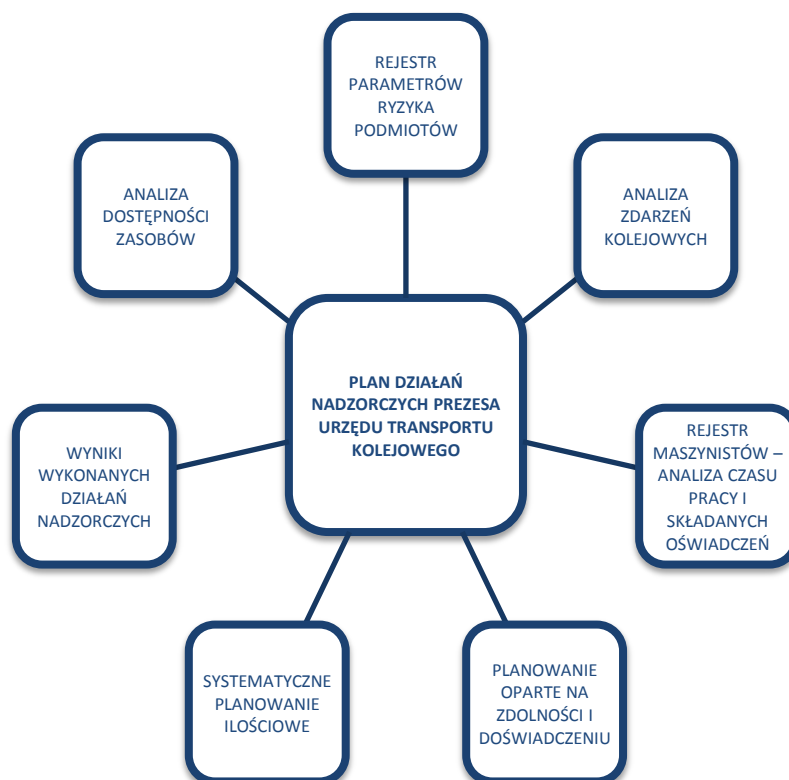 REJESTR
PARAMETRÓW
RYZYKA
PODMIOTÓW
ANALIZA
DOSTĘPNOŚCI
ZASOBÓW
ANALIZA
ZDARZEŃ
KOLEJOWYCH
PLAN DZIAŁAŃ
NADZORCZYCH PREZESA
URZĘDU TRANSPORTU
KOLEJOWEGO
WYNIKI
WYKONANYCH
DZIAŁAŃ
NADZORCZYCH
REJESTR
MASZYNISTÓW –
ANALIZA CZASU
PRACY I
SKŁADANYCH
OŚWIADCZEŃ
SYSTEMATYCZNE
PLANOWANIE
ILOŚCIOWE
PLANOWANIE
OPARTE NA
ZDOLNOŚCI I
DOŚWIADCZENIU